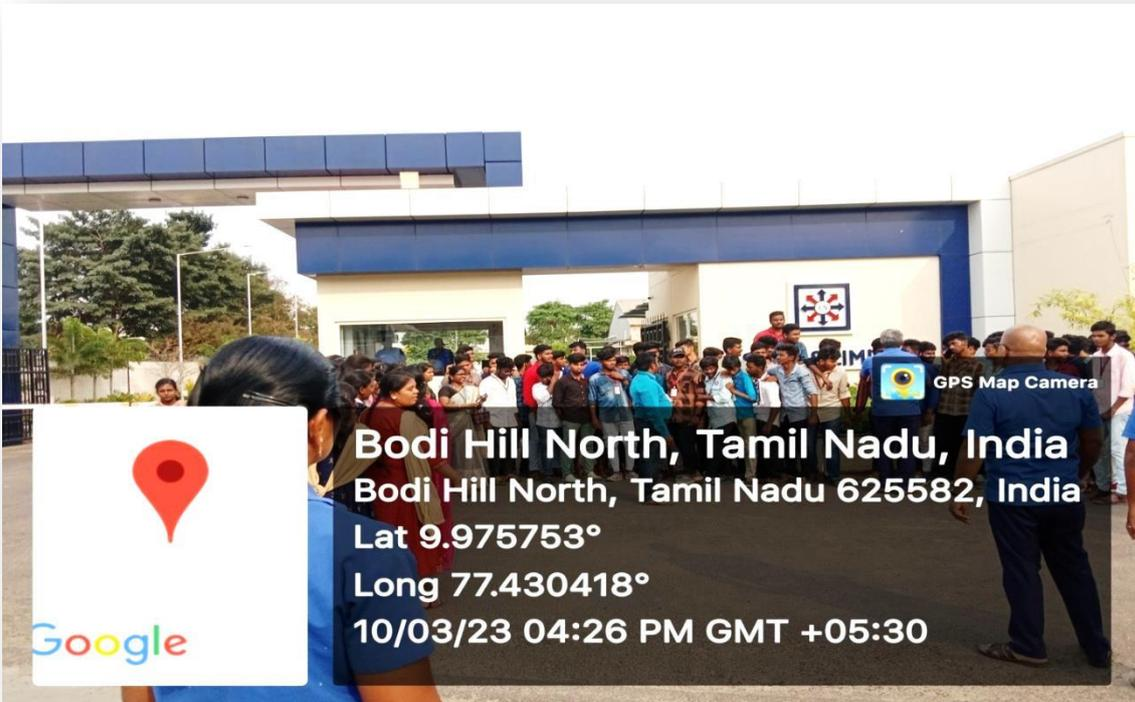 GPS Map Camera
Bodi Hill North, Tamil Nadu, India
Bodi Hill North, Tamil Nadu 625582, India
Lat 9.975753°
Long 77.430418°
10/03/23 04:26 PM GMT +05:30
Google